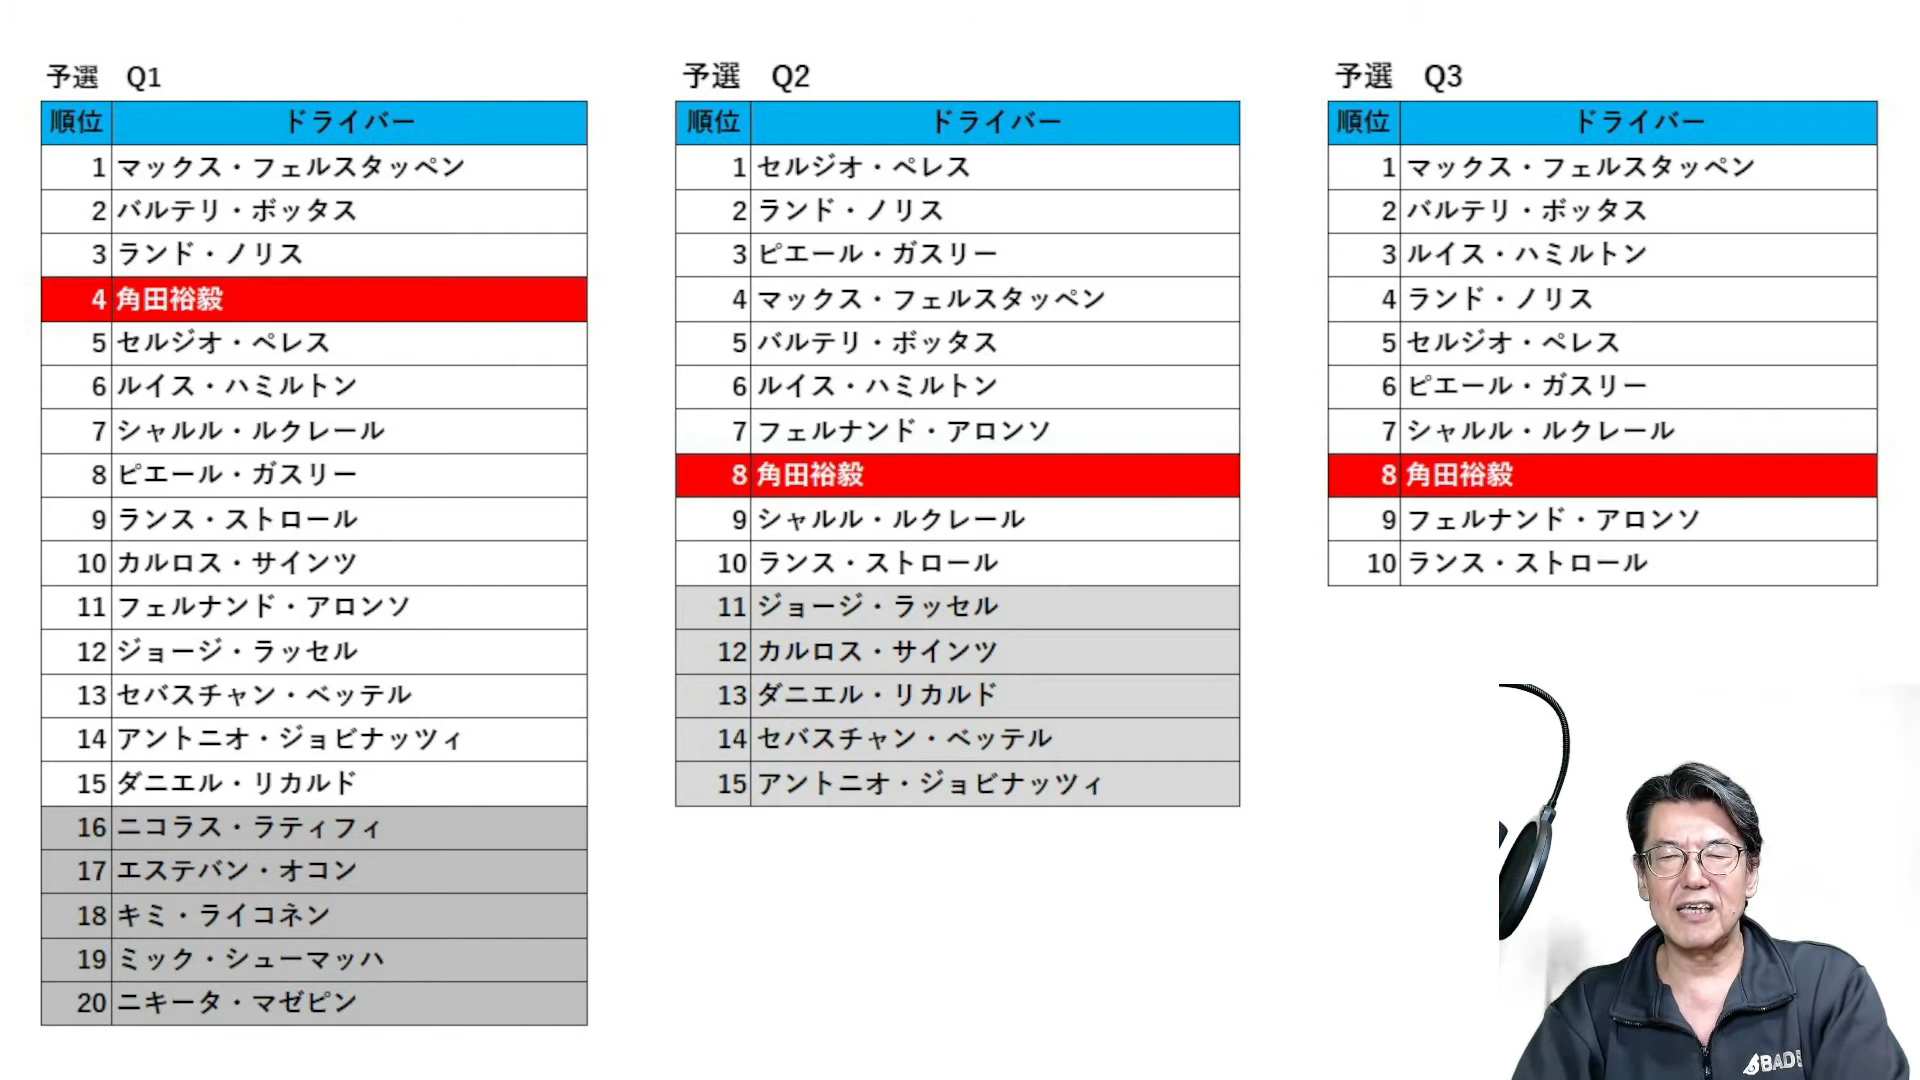 予選 Q1
順位 ドライバー
1 マックス・フェルスタッペン
2 バルテリ・ボッタス
3 ランド・ノリス
4 角田裕毅
5 セルジオ・ペレス
6 ルイス・ハミルトン
7 シャルル・ルクレール
8 ピエール・ガスリー
9 ランス・ストロール
10 カルロス・サインツ
11 フェルナンド・アロンソ
12 ジョージ・ラッセル
13 セバスチャン・ベッテル
14 アントニオ・ジョビナッツィ
15 ダニエル・リカルド
16 ニコラス・ラティフィ
17 エステバン・オコン
18 キミ・ライコネン
19 ミック・シューマッハ
20 ニキータ・マゼピン
予選 Q2
順位 ドライバー
1 セルジオ・ペレス
2 ランド・ノリス
3 ピエール・ガスリー
4 マックス・フェルスタッペン
5 バルテリ・ボッタス
6 ルイス・ハミルトン
7 フェルナンド・アロンソ
8 角田裕毅
9 シャルル・ルクレール
10 ランス・ストロール
11 ジョージ・ラッセル
12 カルロス・サインツ
13 ダニエル・リカルド
14 セバスチャン・ベッテル
15 アントニオ・ジョビナッツィ
予選 Q3
順位 ドライバー
1 マックス・フェルスタッペン
2 バルテリ・ボッタス
3 ルイス・ハミルトン
4 ランド・ノリス
5 セルジオ・ペレス
6 ピエール・ガスリー
7 シャルル・ルクレール
8 角田裕毅
9 フェルナンド・アロンソ
10 ランス・ストロール